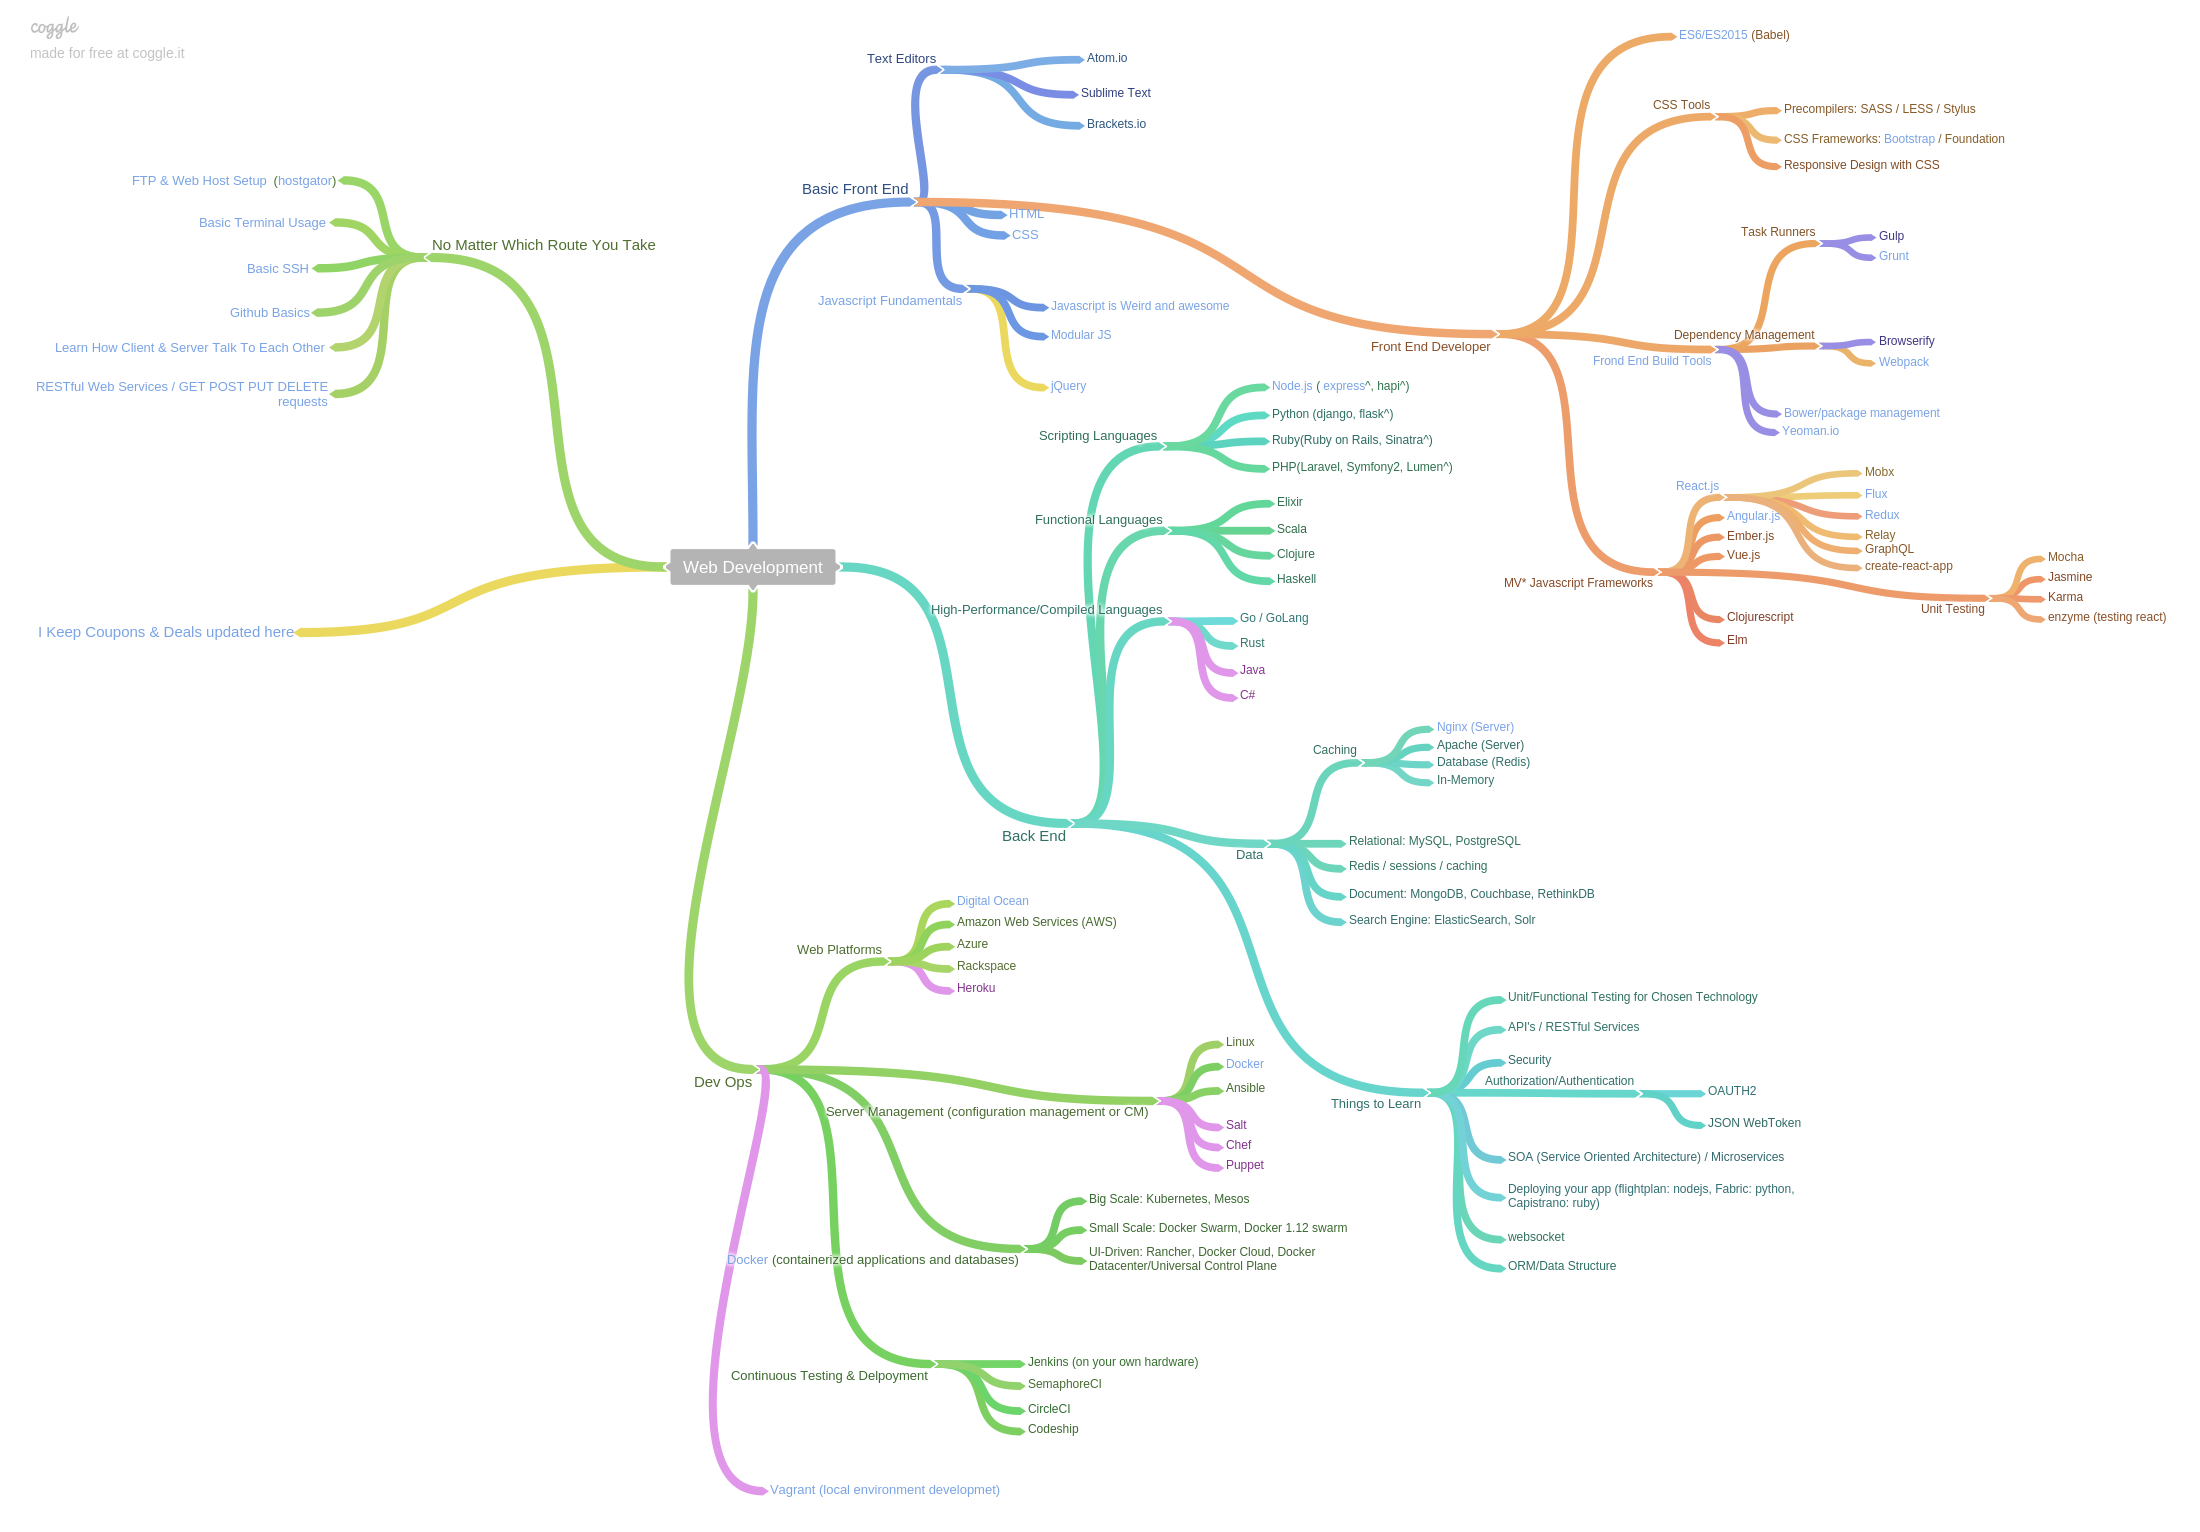 coggle
made for free at coggle.it
Web Development
No Matter Which Route You Take
FTP & Web Host Setup  (hostgator)
Basic Terminal Usage
Basic SSH
Github Basics
Learn How Client & Server Talk To Each Other
RESTful Web Services / GET POST PUT DELETE
requests
I Keep Coupons & Deals updated here
Basic Front End
Text Editors
Atom.io
Sublime Text
Brackets.io
HTML
CSS
Javascript Fundamentals
Javascript is Weird and awesome
Modular JS
jQuery
Front End Developer
ES6/ES2015 (Babel)
CSS Tools
Precompilers: SASS / LESS / Stylus
CSS Frameworks: Bootstrap / Foundation
Responsive Design with CSS
Frond End Build Tools
Task Runners
Gulp
Grunt
Dependency Management
Browserify
Webpack
Bower/package management
Yeoman.io
MV* Javascript Frameworks
React.js
Mobx
Flux
Redux
Relay
GraphQL
create-react-app
Angular.js
Ember.js
Vue.js
Unit Testing
Mocha
Jasmine
Karma
enzyme (testing react)
Clojurescript
Elm
Back End
Scripting Languages
Node.js ( express^, hapi^)
Python (django, flask^)
Ruby(Ruby on Rails, Sinatra^)
PHP(Laravel, Symfony2, Lumen^)
Functional Languages
Elixir
Scala
Clojure
Haskell
High-Performance/Compiled Languages
Go / GoLang
Rust
Java
C#
Data
Caching
Nginx (Server)
Apache (Server)
Database (Redis)
In-Memory
Relational: MySQL, PostgreSQL
Redis / sessions / caching
Document: MongoDB, Couchbase, RethinkDB
Search Engine: ElasticSearch, Solr
Things to Learn
Unit/Functional Testing for Chosen Technology
API's / RESTful Services
Security
Authorization/Authentication
OAUTH2
JSON WebToken
SOA (Service Oriented Architecture) / Microservices
Deploying your app (flightplan: nodejs, Fabric: python,
Capistrano: ruby)
websocket
ORM/Data Structure
Dev Ops
Web Platforms
Digital Ocean
Amazon Web Services (AWS)
Azure
Rackspace
Heroku
Server Management (configuration management or CM)
Linux
Docker
Ansible
Salt
Chef
Puppet
Docker (containerized applications and databases)
Big Scale: Kubernetes, Mesos
Small Scale: Docker Swarm, Docker 1.12 swarm
UI-Driven: Rancher, Docker Cloud, Docker
Datacenter/Universal Control Plane
Continuous Testing & Delpoyment
Jenkins (on your own hardware)
SemaphoreCI
CircleCI
Codeship
Vagrant (local environment developmet)